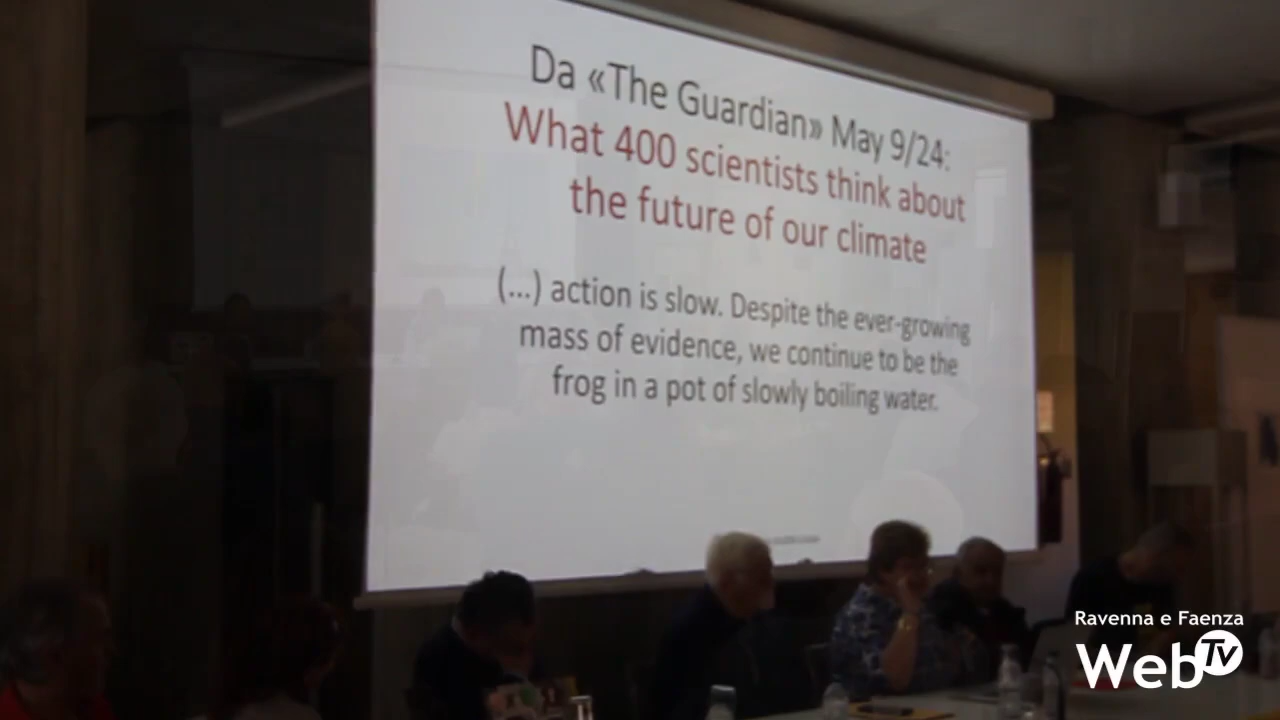 Da «The Guardian» May 9/24:
What 400 scientists think about
the future of our climate
(...) action is slow. Despite the ever-growing
mass of evidence, we continue to be the
frog in a pot of slowly boiling water.
Ravenna e Faenza
WebTV